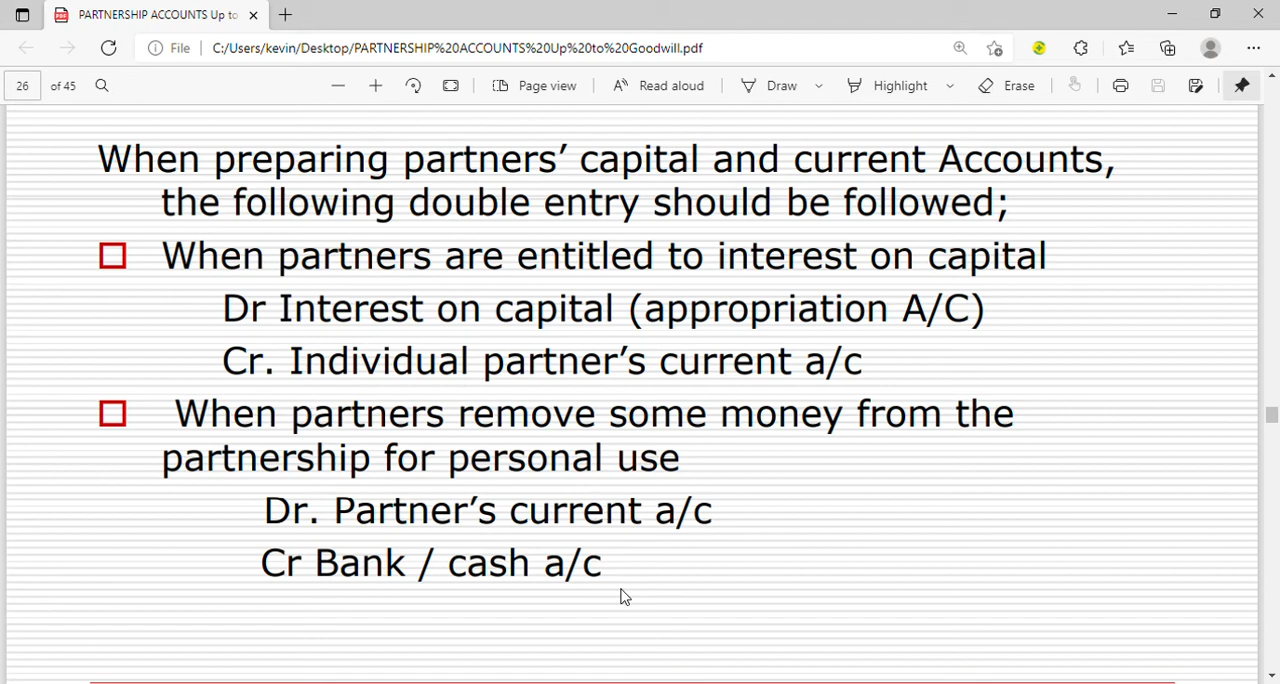 PARTNERSHIP ACCOUNTS Up to
File C:/Users/kevin/Desktop/PARTNERSHIP%20ACCOUNTS%20Up%20to%20Goodwill.pdf
26 of 45 Page view Read aloud Draw Highlight Erase
When preparing partners’ capital and current Accounts,
the following double entry should be followed;
When partners are entitled to interest on capital
Dr Interest on capital (appropriation A/C)
Cr. Individual partner’s current a/c
When partners remove some money from the
partnership for personal use
Dr. Partner’s current a/c
Cr Bank / cash a/c